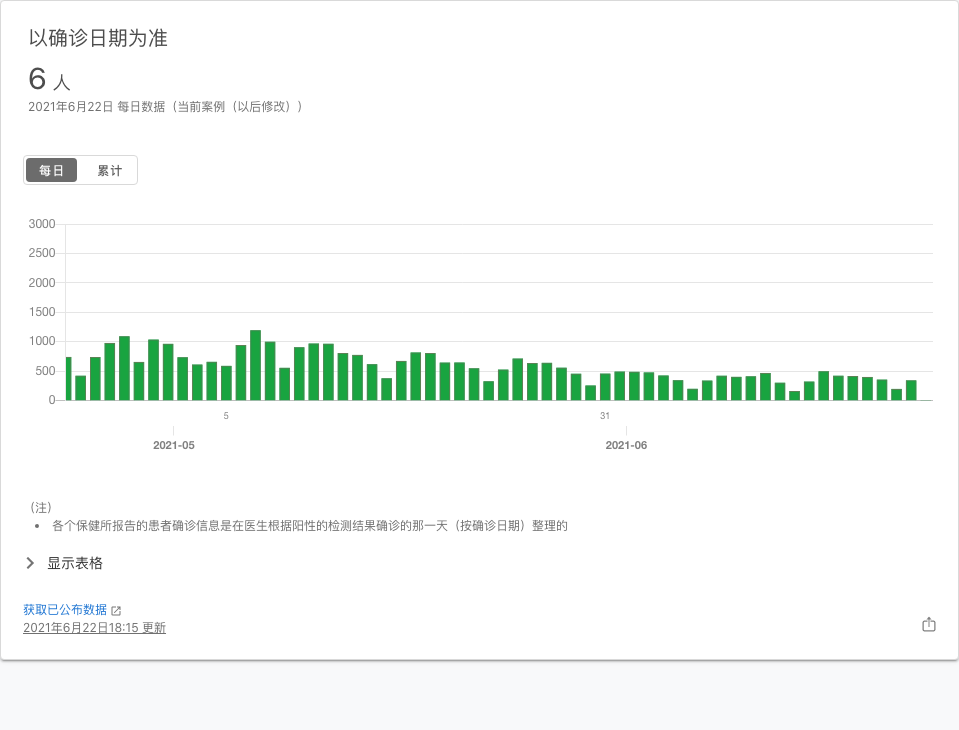 以确诊日期为准
6 人
2021年6月22日 每日数据（当前案例（以后修改））
每日 累计
3000
2500
2000
1500
1000
500
0
5 31
2021-05 2021-06
（注）
• 各个保健所报告的患者确诊信息是在医生根据阳性的检测结果确诊的那一天（按确诊日期）整理的
显示表格
获取已公布数据
2021年6月22日18:15 更新